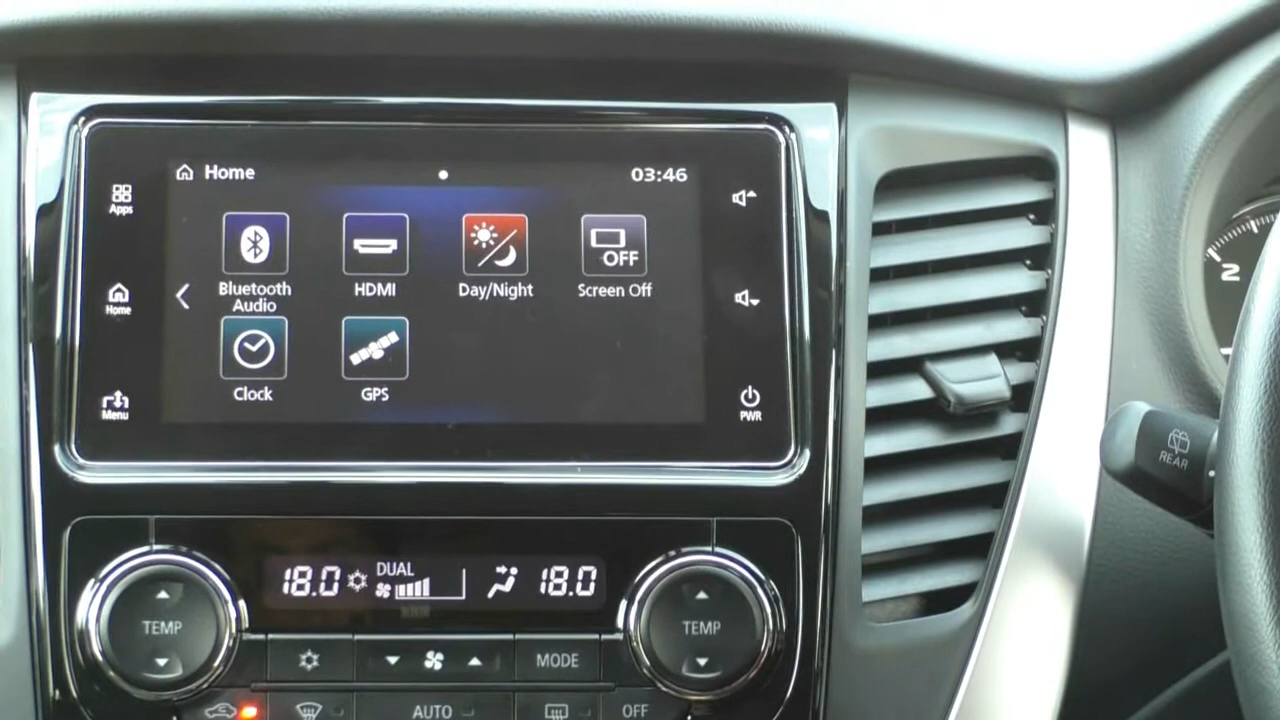 Home
03:46
Apps
Bluetooth
Audio
HDMI
Day/Night
OFF
Screen Off
Home
Clock
GPS
Menu
PWR
2
REAR
18.0
DUAL
18.0
TEMP
TEMP
MODE
AUTO
OFF